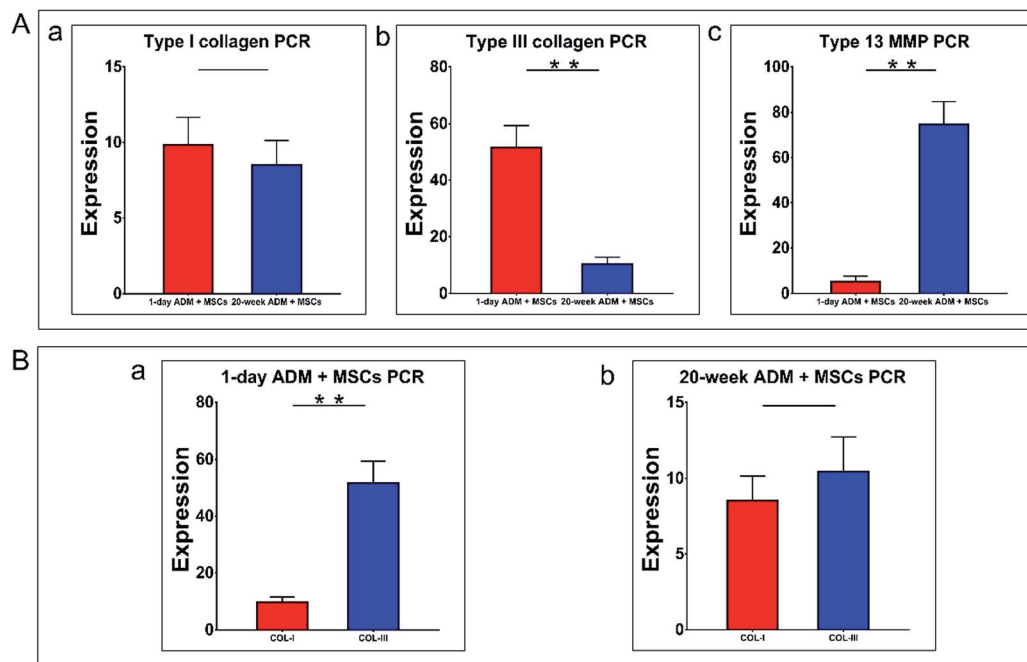 A
a
Type I collagen PCR
Expression
15
10
5
0
1-day ADM + MSCs 20-week ADM + MSCs
b
Type III collagen PCR
**
Expression
80
60
40
20
0
1-day ADM + MSCs 20-week ADM + MSCs
c
Type 13 MMP PCR
**
Expression
100
80
60
40
20
0
1-day ADM + MSCs 20-week ADM + MSCs
B
a
1-day ADM + MSCs PCR
**
Expression
80
60
40
20
0
COL-I COL-III
b
20-week ADM + MSCs PCR
Expression
15
10
5
0
COL-I COL-III